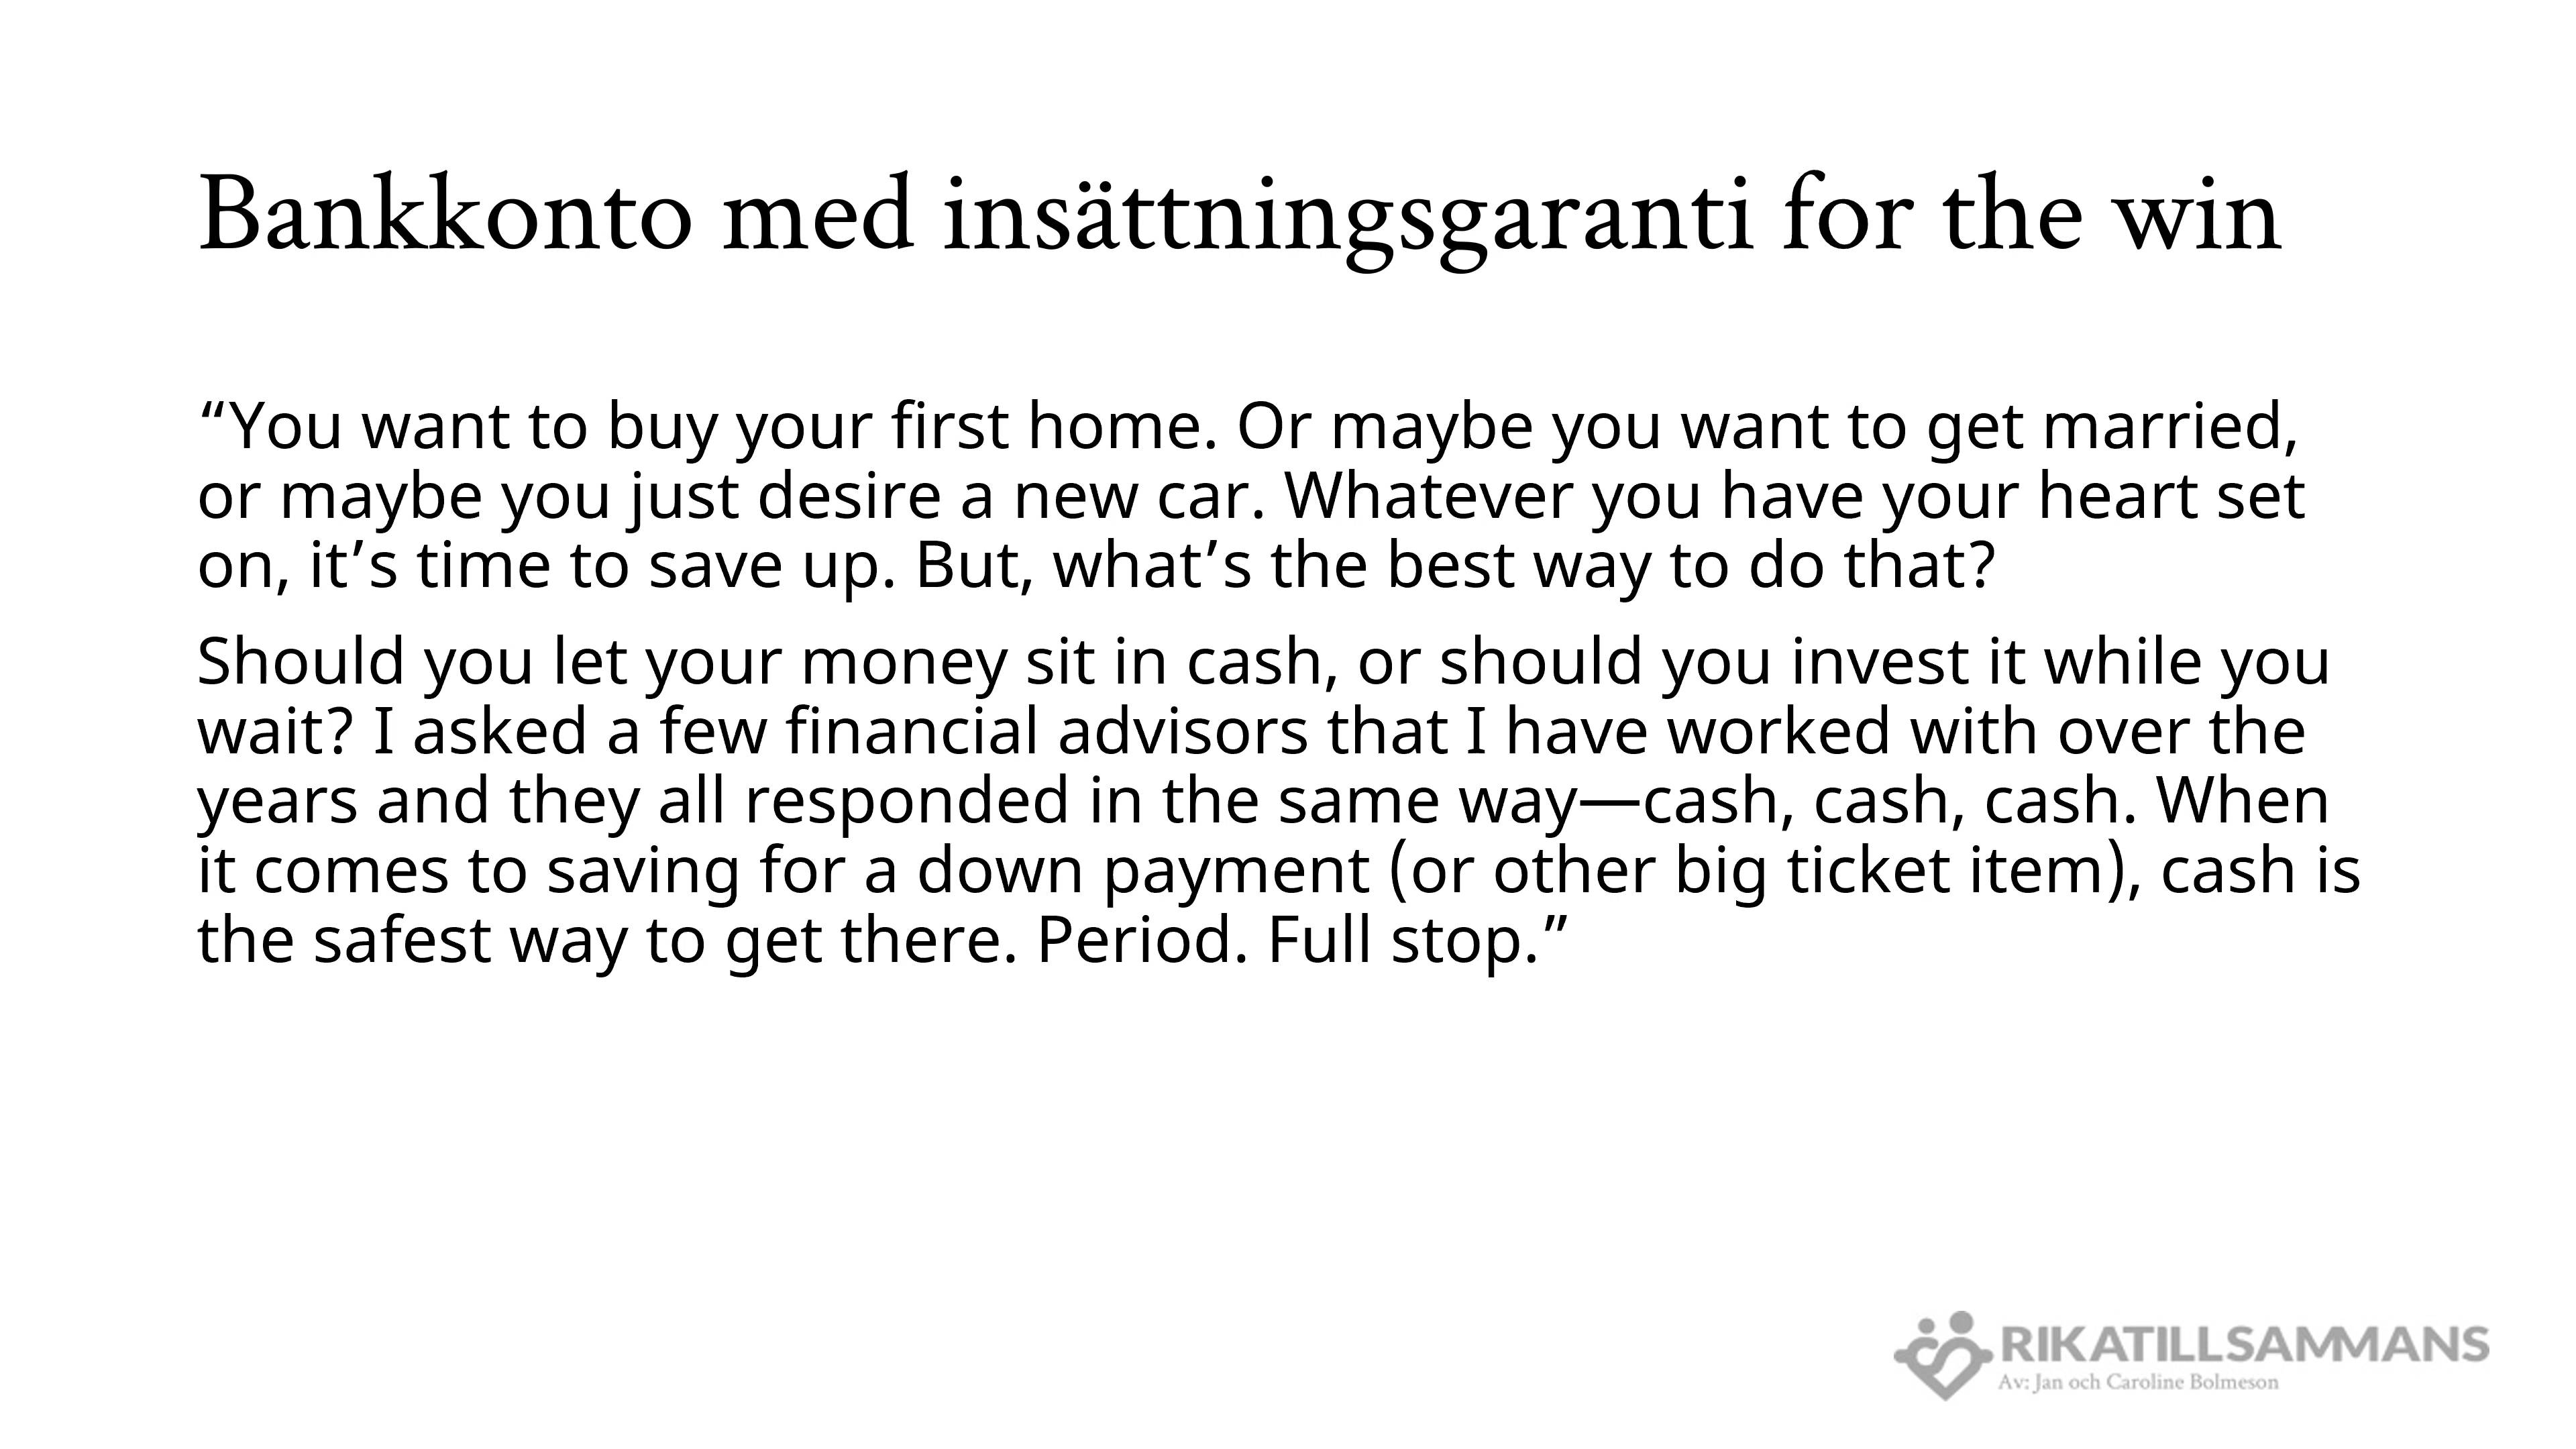 Bankkonto med insättningsgaranti for the win
“You want to buy your first home. Or maybe you want to get married,
or maybe you just desire a new car. Whatever you have your heart set
on, it’s time to save up. But, what’s the best way to do that?
Should you let your money sit in cash, or should you invest it while you
wait? I asked a few financial advisors that I have worked with over the
years and they all responded in the same way—cash, cash, cash. When
it comes to saving for a down payment (or other big ticket item), cash is
the safest way to get there. Period. Full stop.”
RIKATILLSAMMANS
Av: Jan och Caroline Bolmeson